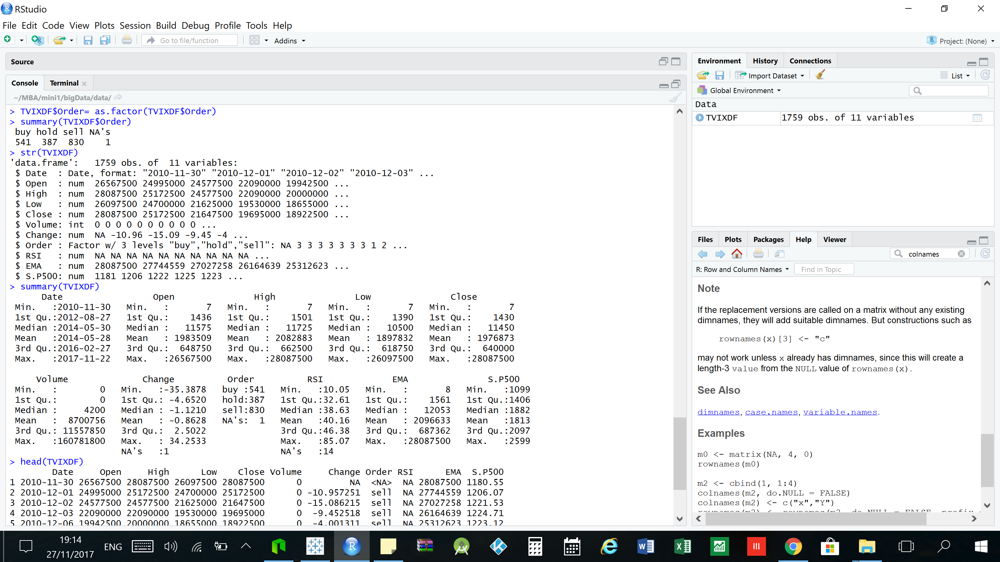 RStudio
File Edit Code View Plots Session Build Debug Profile Tools Help
Go to file/function Addins Project: (None)
Source
Console Terminal
~/MBA/mini1/bigData/data/
> TVIXDF$Order= as.factor(TVIXDF$Order)
> summary(TVIXDF$Order)
 buy hold sell NA's
 541  387  830    1
> str(TVIXDF)
'data.frame':   1759 obs. of  11 variables:
 $ Date  : Date, format: "2010-11-30" "2010-12-01" "2010-12-02" "2010-12-03" ...
 $ Open  : num  26567500 24995000 24577500 22090000 19942500 ...
 $ High  : num  28087500 25172500 24577500 22090000 20000000 ...
 $ Low   : num  26097500 24700000 21625000 19530000 18655000 ...
 $ Close : num  28087500 25172500 21647500 19695000 18922500 ...
 $ Volume: int  0 0 0 0 0 0 0 0 0 0 ...
 $ Change: num  NA -10.96 -15.09 -9.45 -4 ...
 $ Order : Factor w/ 3 levels "buy","hold","sell": NA 3 3 3 3 3 3 3 1 2 ...
 $ RSI   : num  NA NA NA NA NA NA NA NA NA NA ...
 $ EMA   : num  28087500 27744559 27027258 26164639 25312623 ...
 $ S.P500: num  1181 1206 1222 1225 1223 ...
> summary(TVIXDF)
      Date                 Open               High               Low               Close
 Min.   :2010-11-30   Min.   :       7   Min.   :       7   Min.   :       7   Min.   :       7
 1st Qu.:2012-08-27   1st Qu.:    1436   1st Qu.:    1501   1st Qu.:    1390   1st Qu.:    1430
 Median :2014-05-30   Median :   11575   Median :   11725   Median :   10500   Median :   11450
 Mean   :2014-05-28   Mean   : 1983509   Mean   : 2082883   Mean   : 1897832   Mean   : 1976873
 3rd Qu.:2016-02-27   3rd Qu.:  648750   3rd Qu.:  662500   3rd Qu.:  618750   3rd Qu.:  640000
 Max.   :2017-11-22   Max.   :26567500   Max.   :28087500   Max.   :26097500   Max.   :28087500
     Volume              Change          Order          RSI             EMA               S.P500
 Min.   :        0   Min.   :-35.3878   buy :541   Min.   :10.05   Min.   :       8   Min.   :1099
 1st Qu.:        0   1st Qu.: -4.6520   hold:387   1st Qu.:32.61   1st Qu.:    1561   1st Qu.:1406
 Median :     4200   Median : -1.1210   sell:830   Median :38.63   Median :   12053   Median :1882
 Mean   :  8700756   Mean   : -0.8628   NA's:  1   Mean   :40.16   Mean   : 2096633   Mean   :1813
 3rd Qu.: 11557850   3rd Qu.:  2.5022              3rd Qu.:46.38   3rd Qu.:  687362   3rd Qu.:2097
 Max.   :160781800   Max.   : 34.2533              Max.   :85.07   Max.   :28087500   Max.   :2599
                     NA's   :1                     NA's   :14
> head(TVIXDF)
        Date     Open     High      Low    Close Volume     Change Order RSI      EMA  S.P500
1 2010-11-30 26567500 28087500 26097500 28087500      0         NA  <NA>  NA 28087500 1180.55
2 2010-12-01 24995000 25172500 24700000 25172500      0 -10.957251  sell  NA 27744559 1206.07
3 2010-12-02 24577500 24577500 21625000 21647500      0 -15.086215  sell  NA 27027258 1221.53
4 2010-12-03 22090000 22090000 19530000 19695000      0  -9.452518  sell  NA 26164639 1224.71
5 2010-12-06 19942500 20000000 18655000 18922500      0  -4.001311  sell  NA 25312623 1223.12
Environment History Connections
Import Dataset List
Global Environment
Data
TVIXDF 1759 obs. of 11 variables
Files Plots Packages Help Viewer
colnames
R: Row and Column Names Find in Topic
Note
If the replacement versions are called on a matrix without any existing
dimnames, they will add suitable dimnames. But constructions such as
rownames(x)[3] <- "c"
may not work unless x already has dimnames, since this will create a
length-3 value from the NULL value of rownames(x).
See Also
dimnames, case.names, variable.names.
Examples
m0 <- matrix(NA, 4, 0)
rownames(m0)
m2 <- cbind(1, 1:4)
colnames(m2, do.NULL = FALSE)
colnames(m2) <- c("x","Y")
19:14
27/11/2017
ENG